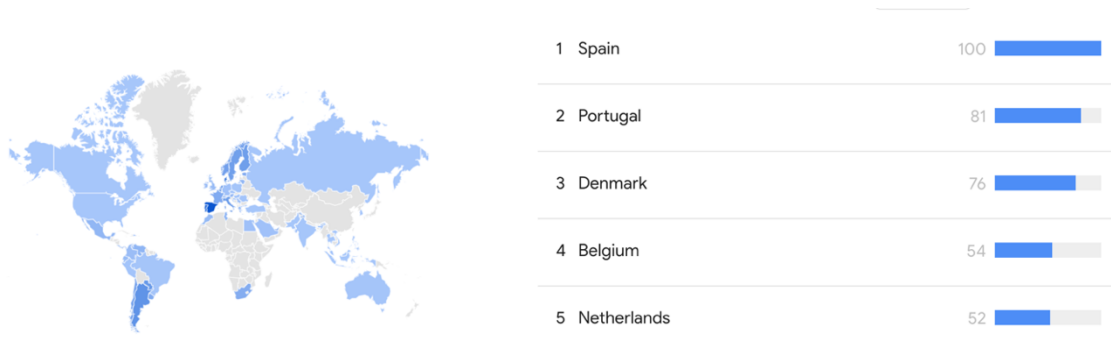 1 Spain 100
2 Portugal 81
3 Denmark 76
4 Belgium 54
5 Netherlands 52